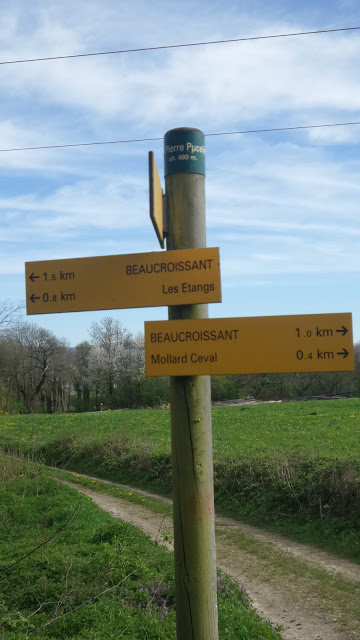 Pierre Pucelle
alt. 480 m.
← 1.5 km BEAUCROISSANT
← 0.8 km Les Etangs
BEAUCROISSANT 1.0 km →
Mollard Ceval 0.4 km →